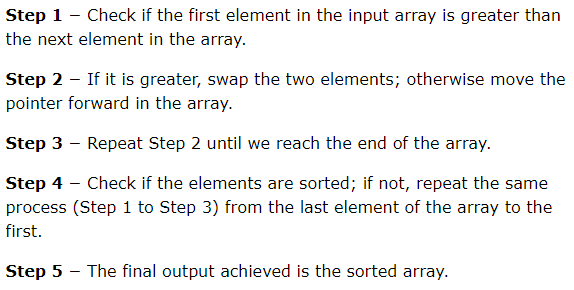 Step 1 − Check if the first element in the input array is greater than
the next element in the array.
Step 2 − If it is greater, swap the two elements; otherwise move the
pointer forward in the array.
Step 3 − Repeat Step 2 until we reach the end of the array.
Step 4 − Check if the elements are sorted; if not, repeat the same
process (Step 1 to Step 3) from the last element of the array to the
first.
Step 5 − The final output achieved is the sorted array.